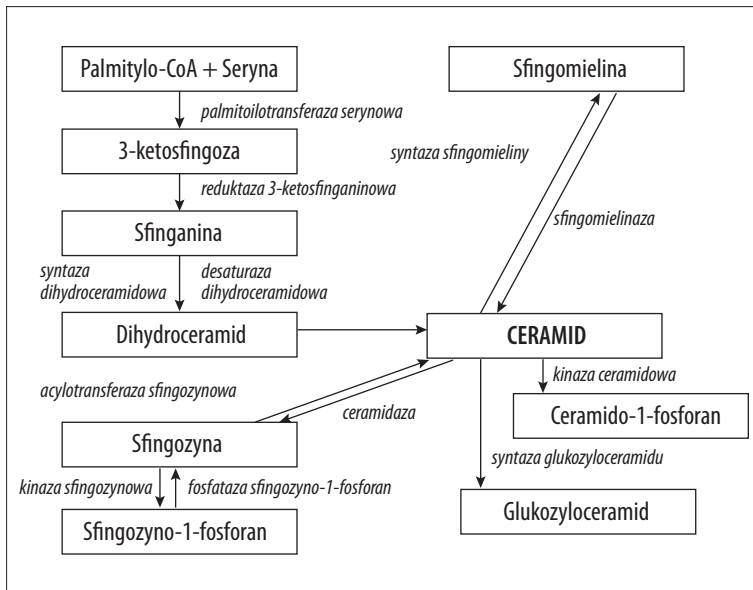 Palmitylo-CoA + Seryna
Sfingomielina
palmitoilotransferaza serynowa
3-ketosfingoza
syntaza sfingomieliny
reduktaza 3-ketosfinganinowa
Sfinganina
sfingomielinaza
syntaza
dihydroceramidowa
desaturaza
dihydroceramidowa
Dihydroceramid
CERAMID
acylotransferaza sfingozynowa
ceramidaza
kinaza ceramidowa
Ceramido-1-fosforan
Sfingozyna
syntaza glukozyloceramidu
kinaza sfingozynowa
fosfataza sfingozyno-1-fosforan
Glukozyloceramid
Sfingozyno-1-fosforan